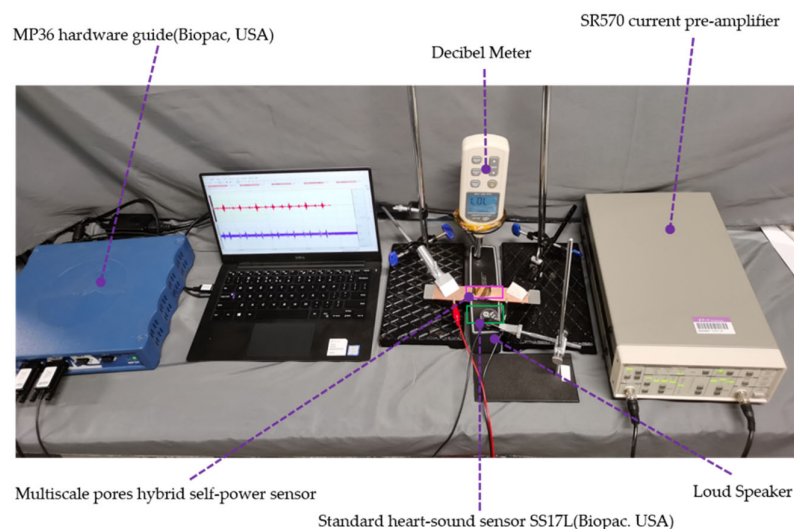 SR570 current pre-amplifier
MP36 hardware guide(Biopac, USA)
Decibel Meter
Multiscale pores hybrid self-power sensor
Loud Speaker
Standard heart-sound sensor SS17L(Biopac. USA)